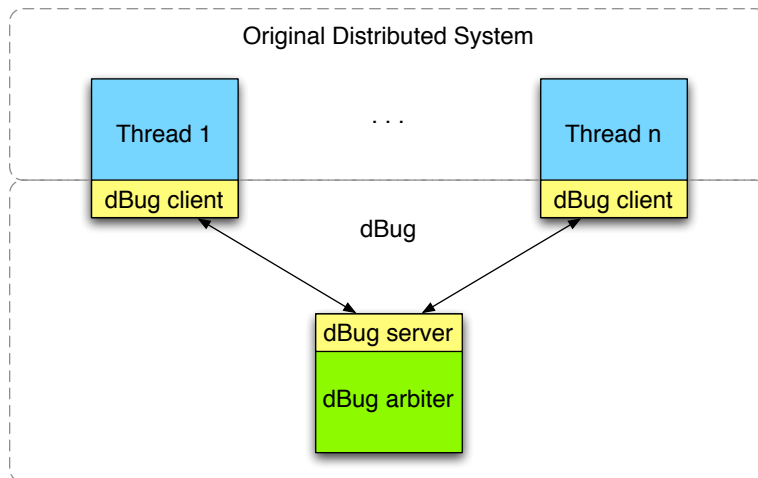 Original Distributed System
Thread 1
. . .
Thread n
dBug client
dBug client
dBug
dBug server
dBug arbiter